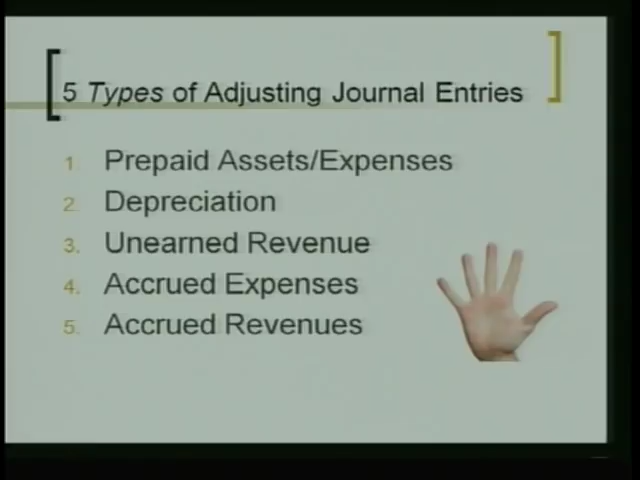 5 Types of Adjusting Journal Entries
1. Prepaid Assets/Expenses
2. Depreciation
3. Unearned Revenue
4. Accrued Expenses
5. Accrued Revenues